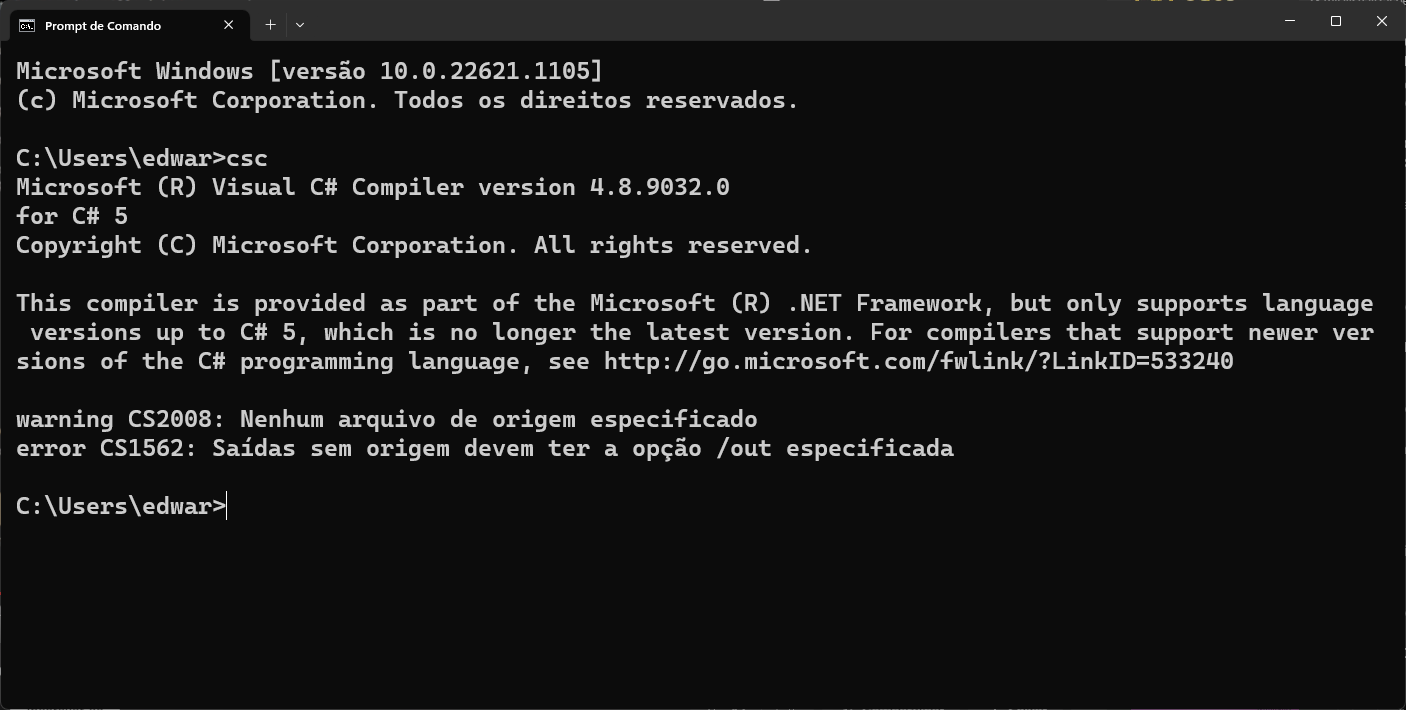 Prompt de Comando
Microsoft Windows [versão 10.0.22621.1105]
(c) Microsoft Corporation. Todos os direitos reservados.
C:\Users\edwar>csc
Microsoft (R) Visual C# Compiler version 4.8.9032.0
for C# 5
Copyright (C) Microsoft Corporation. All rights reserved.
This compiler is provided as part of the Microsoft (R) .NET Framework, but only supports language
 versions up to C# 5, which is no longer the latest version. For compilers that support newer ver
sions of the C# programming language, see http://go.microsoft.com/fwlink/?LinkID=533240
warning CS2008: Nenhum arquivo de origem especificado
error CS1562: Saídas sem origem devem ter a opção /out especificada
C:\Users\edwar>